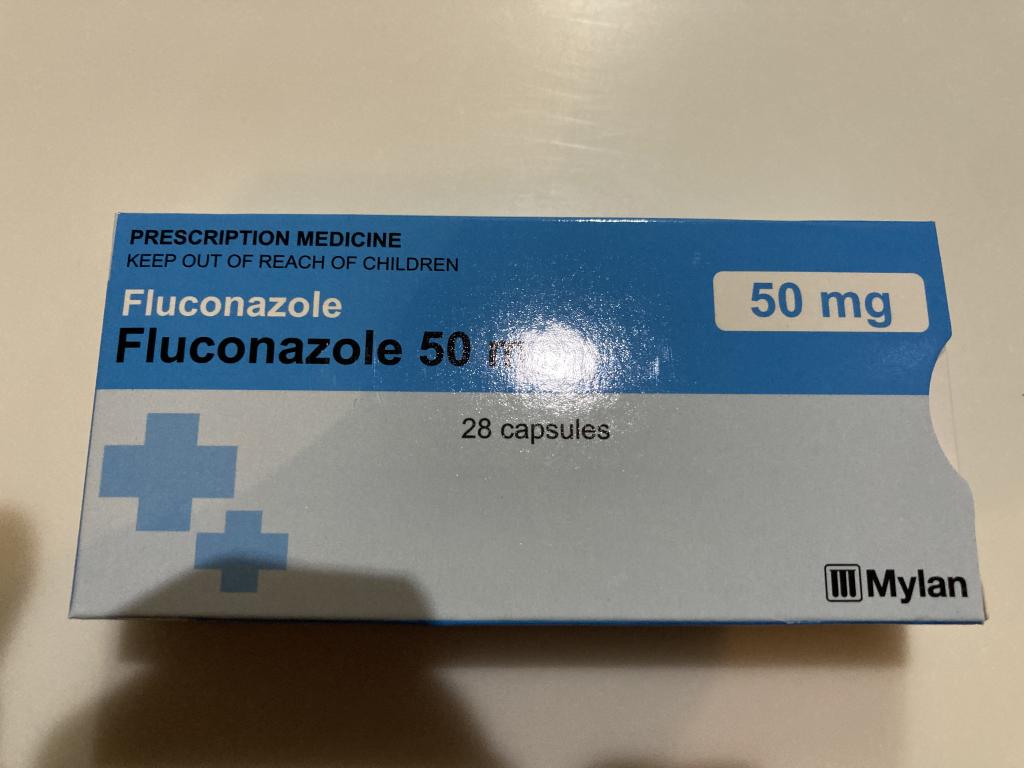 PRESCRIPTION MEDICINE
KEEP OUT OF REACH OF CHILDREN
Fluconazole
50 mg
Fluconazole 50
28 capsules
Mylan